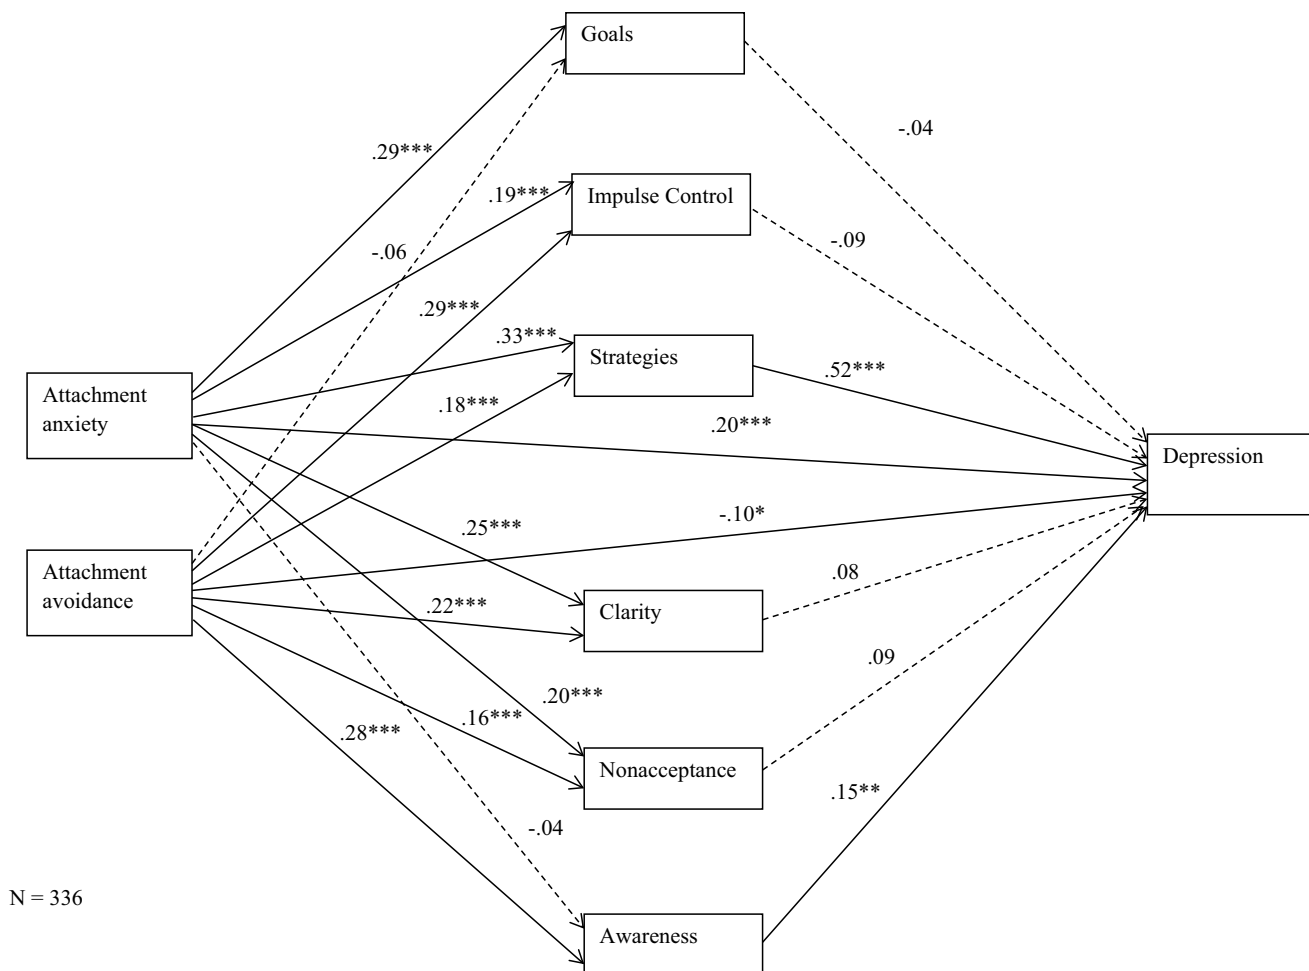 Goals
-.04
.29***
.19***
Impulse Control
-.06
-.09
.29***
.33***
Strategies
.52***
Attachment
anxiety
.18***
.20***
Depression
-.10*
.25***
Attachment
avoidance
.08
.22***
Clarity
.09
.20***
.16***
.28***
Nonacceptance
.15**
-.04
N = 336
Awareness